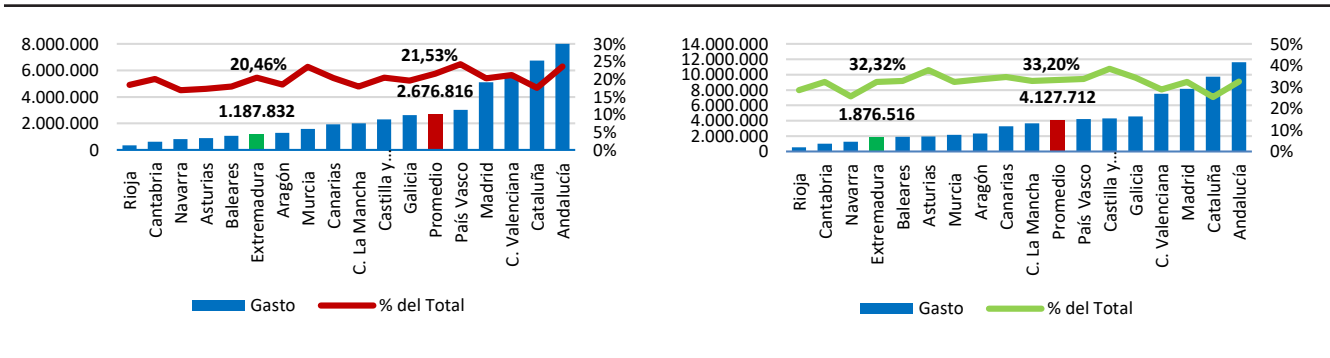 8.000.000
6.000.000
4.000.000
2.000.000
0
30%
25%
20%
15%
10%
5%
0%
20,46%
1.187.832
21,53%
2.676.816
Rioja
Cantabria
Navarra
Asturias
Baleares
Extremadura
Aragón
Murcia
Canarias
C. La Mancha
Castilla y…
Galicia
Promedio
País Vasco
Madrid
C. Valenciana
Cataluña
Andalucía
Gasto
% del Total
14.000.000
12.000.000
10.000.000
8.000.000
6.000.000
4.000.000
2.000.000
0
50%
40%
30%
20%
10%
0%
32,32%
1.876.516
33,20%
4.127.712
Rioja
Cantabria
Navarra
Extremadura
Baleares
Asturias
Murcia
Aragón
Canarias
C. La Mancha
Promedio
País Vasco
Castilla y…
Galicia
C. Valenciana
Madrid
Cataluña
Andalucía
Gasto
% del Total